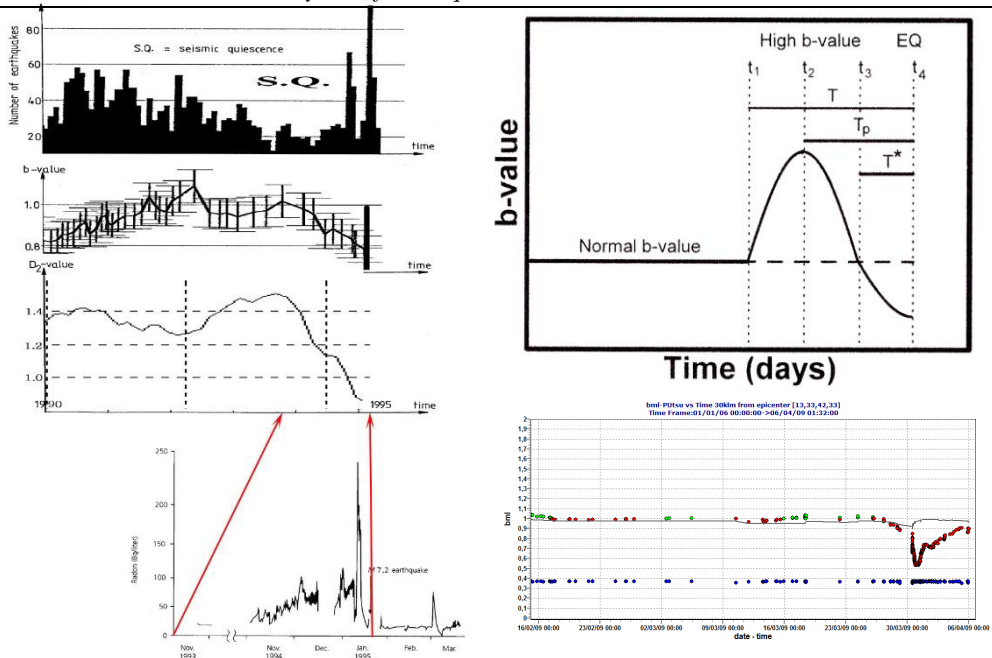 Number of earthquakes
80
60
40
20
S.Q. = seismic quiescence
S.Q.
time
b-value
1.0
0.8
time
D2-value
1.4
1.2
1.0
1990
1995
time
250
200
150
100
50
0
Radon (Bq/liter)
M 7.2 earthquake
Nov.
1993
Nov.
1994
Dec.
Jan.
1995
Feb.
Mar.
High b-value
EQ
t1
t2
t3
t4
T
Tp
T*
b-value
Normal b-value
Time (days)
bml-PUtsu vs Time 30klm from epicenter [13,33,42,33]
Time Frame:01/01/06 00:00:00->06/04/09 01:32:00
bml
2
1,9
1,8
1,7
1,6
1,5
1,4
1,3
1,2
1,1
1
0,9
0,8
0,7
0,6
0,5
0,4
0,3
0,2
0,1
0
16/02/09 00:00
23/02/09 00:00
02/03/09 00:00
09/03/09 00:00
16/03/09 00:00
23/03/09 00:00
30/03/09 00:00
06/04/09 00:00
date - time